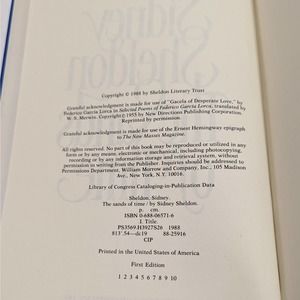 Sidney
Sheldon
Copyright © 1988 by Sheldon Literary Trust
Grateful acknowledgment is made for use of "Gacela of Desperate Love," by
Federico García Lorca in Selected Poems of Federico García Lorca, translated by
W. S. Merwin. Copyright © 1955 by New Directions Publishing Corporation.
Reprinted by permission.
Grateful acknowledgment is made for use of the Ernest Hemingway epigraph
to The New Masses Magazine.
All rights reserved. No part of this book may be reproduced or utilized in any
form or by any means, electronic or mechanical, including photocopying,
recording or by any information storage and retrieval system, without
permission in writing from the Publisher. Inquiries should be addressed to
Permissions Department, William Morrow and Company, Inc., 105 Madison
Ave., New York, N.Y. 10016.
Library of Congress Cataloging-in-Publication Data
Sheldon, Sidney.
The sands of time / by Sidney Sheldon.
p. cm.
ISBN 0-688-06571-6
I. Title.
PS3569.H3927S26 1988
813'.54—dc19 88-25916
CIP
Printed in the United States of America
First Edition
1 2 3 4 5 6 7 8 9 10